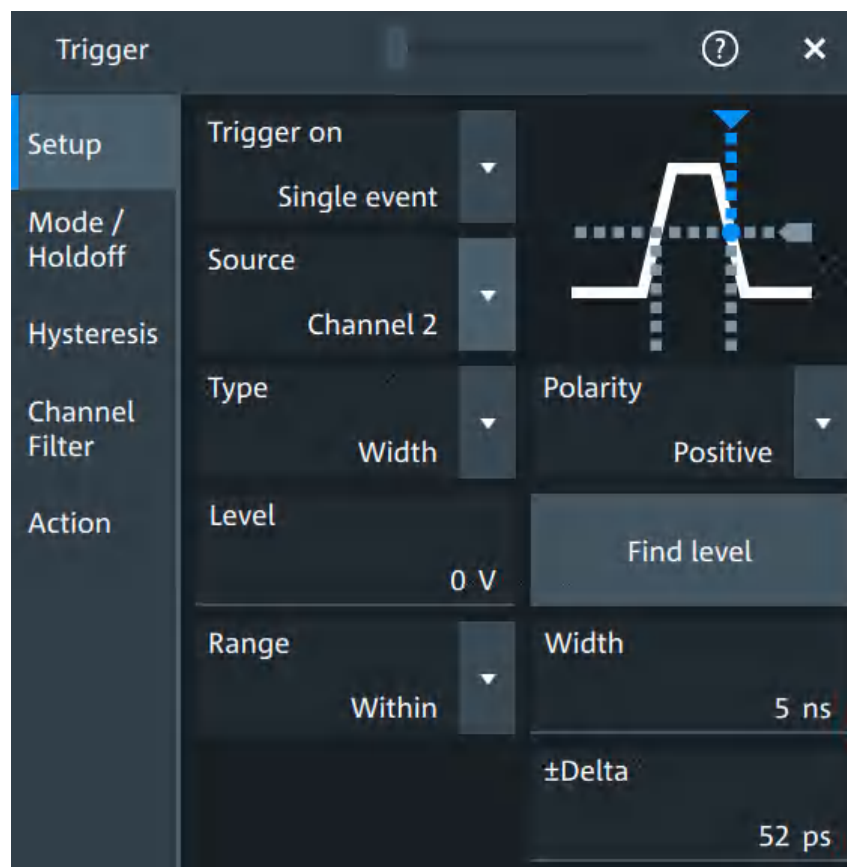 Trigger
?
Setup
Mode /
Holdoff
Hysteresis
Channel
Filter
Action
Trigger on
Single event
Source
Channel 2
Type
Width
Polarity
Positive
Level
0 V
Find level
Range
Within
Width
5 ns
±Delta
52 ps